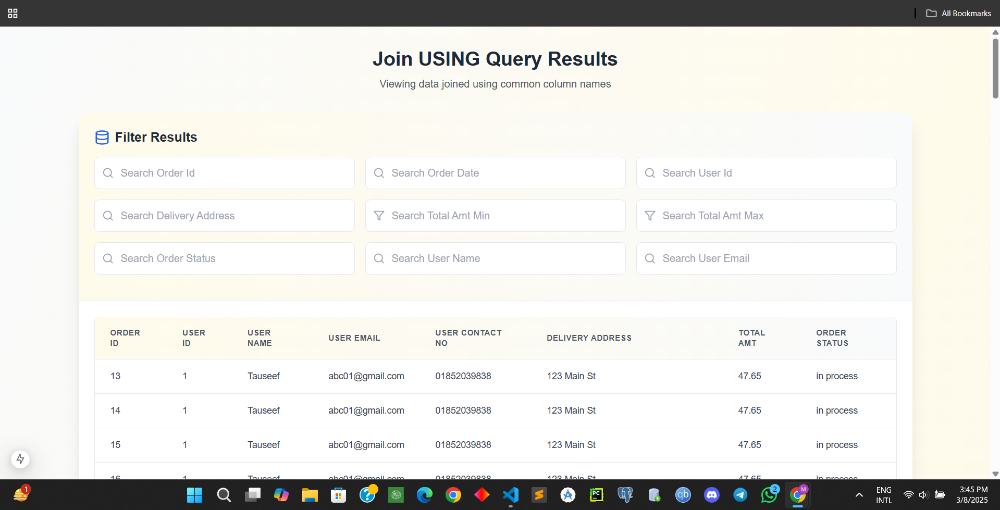 All Bookmarks
Join USING Query Results
Viewing data joined using common column names
Filter Results
Search Order Id
Search Order Date
Search User Id
Search Delivery Address
Search Total Amt Min
Search Total Amt Max
Search Order Status
Search User Name
Search User Email
ORDER ID USER ID USER NAME USER EMAIL USER CONTACT NO DELIVERY ADDRESS TOTAL AMT ORDER STATUS
13 1 Tauseef abc01@gmail.com 01852039838 123 Main St 47.65 in process
14 1 Tauseef abc01@gmail.com 01852039838 123 Main St 47.65 in process
15 1 Tauseef abc01@gmail.com 01852039838 123 Main St 47.65 in process
16 1 Tauseef abc01@gmail.com 01852039838 123 Main St 47.65 in process
1
PC
qb
2
M
ENG
INTL
3:45 PM
3/8/2025